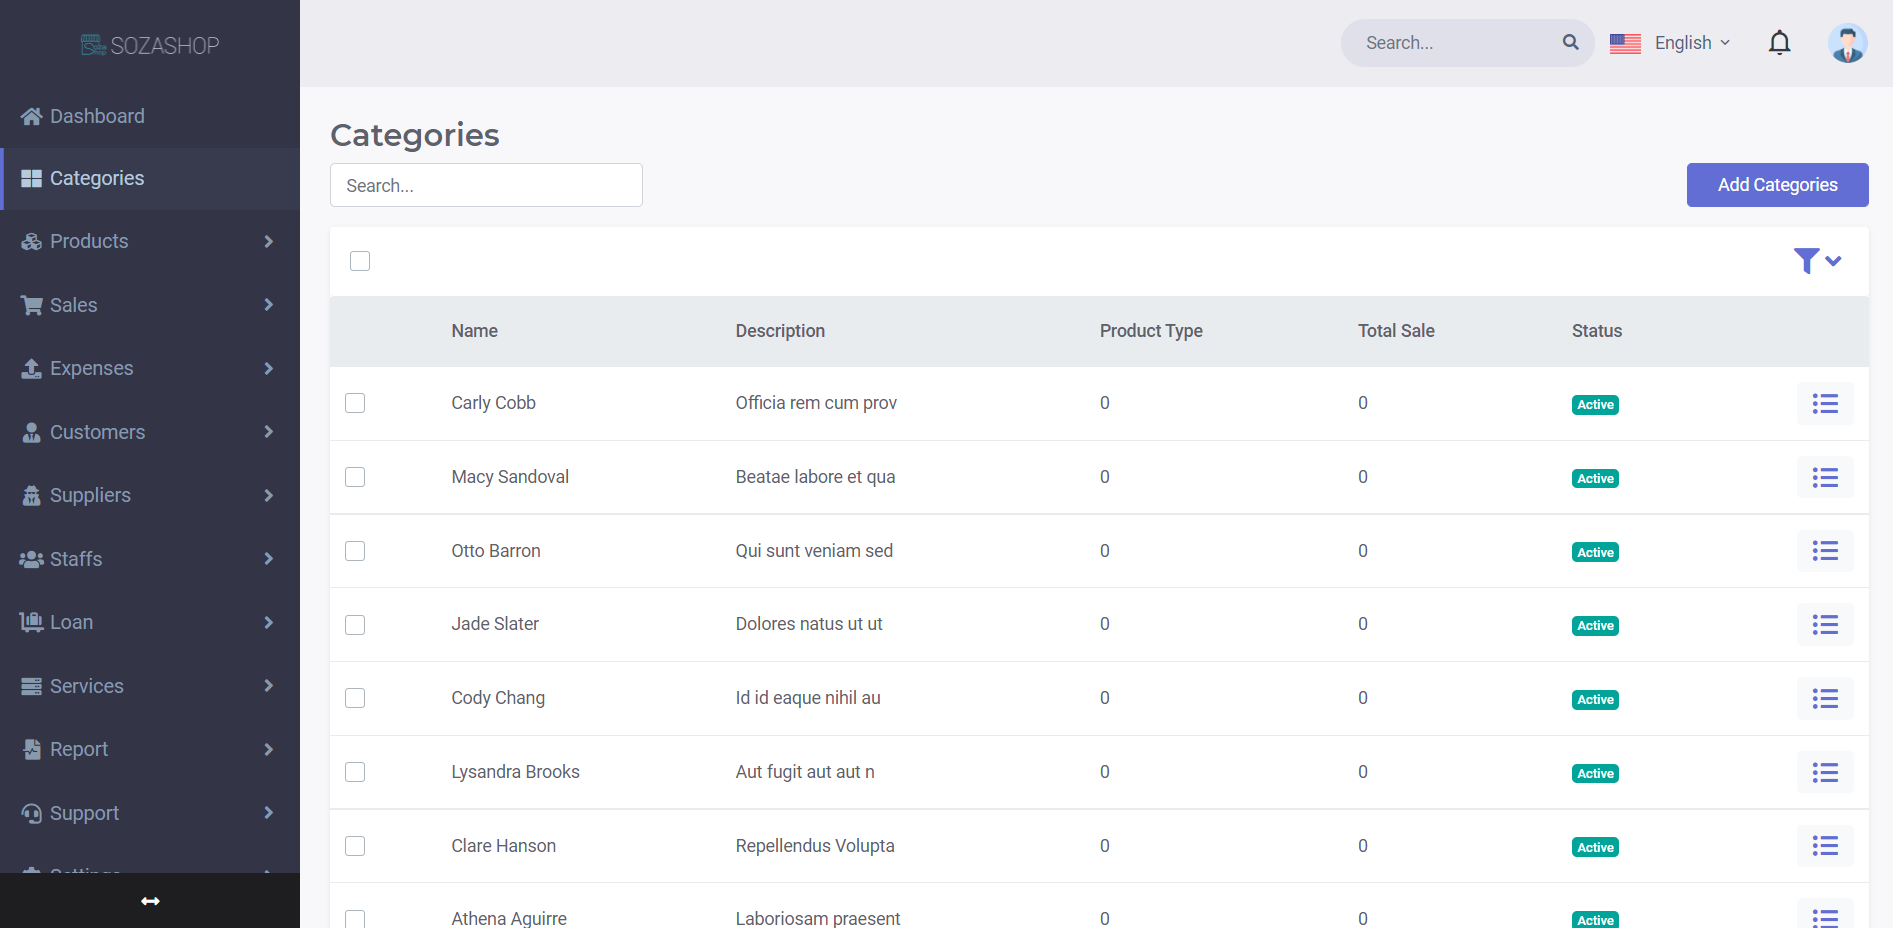 SOZASHOP
Search...
English
Dashboard
Categories
Products
Sales
Expenses
Customers
Suppliers
Staffs
Loan
Services
Report
Support
Settings
Categories
Search...
Add Categories
Name Description Product Type Total Sale Status
Carly Cobb Officia rem cum prov 0 0 Active
Macy Sandoval Beatae labore et qua 0 0 Active
Otto Barron Qui sunt veniam sed 0 0 Active
Jade Slater Dolores natus ut ut 0 0 Active
Cody Chang Id id eaque nihil au 0 0 Active
Lysandra Brooks Aut fugit aut aut n 0 0 Active
Clare Hanson Repellendus Volupta 0 0 Active
Athena Aguirre Laboriosam praesent 0 0 Active